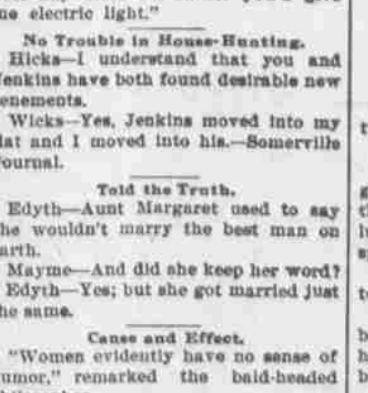 ne electric light."
No Trouble in House-Hunting.
Hicks—I understand that you and
Jenkins have both found desirable new
enements.
Wicks—Yes, Jenkins moved into my
lat and I moved into his.—Somerville
Journal.
Told the Truth.
Edyth—Aunt Margaret used to say
he wouldn't marry the best man on
arth.
Mayme—And did she keep her word?
Edyth—Yes; but she got married just
he same.
Cause and Effect.
"Women evidently have no sense of
umor," remarked the bald-headed